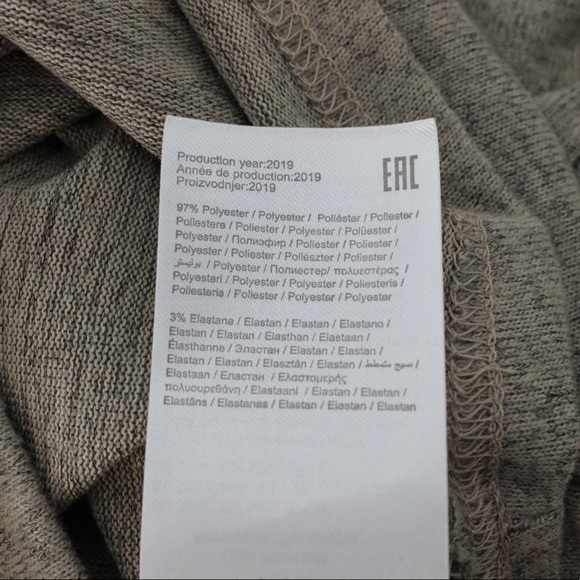 Production year:2019
Année de production:2019
Proizvodnjer:2019
EAC
97% Polyester / Polyester / Poliéster / Poliester /
Poliestere / Poliester / Polyester / Polüester /
Polyester / Полиэфир / Poliester / Poliester /
Polyester / Poliester / Poliészter / Poliester /
بوليستر / Polyester / Полиестер/ πολυεστέρας /
Polyesteri / Polyester / Polyester / Poliesteris /
Poliesteris / Poliester / Polyester / Polyester
3% Elastane / Elastan / Elastan / Elastano /
Elastan / Elastan / Elasthan / Elastaan /
Élasthanne / Эластан / Elastan / Elastan /
Elastan / Elastan / Elasztán / Elastan / نسيج متمطط /
Elastaan / Еластан / Ελαστομερής
πολυουρεθάνη / Elastaani / Elastan / Elastan /
Elastāns / Elastanas / Elastan / Elastan / Elastan